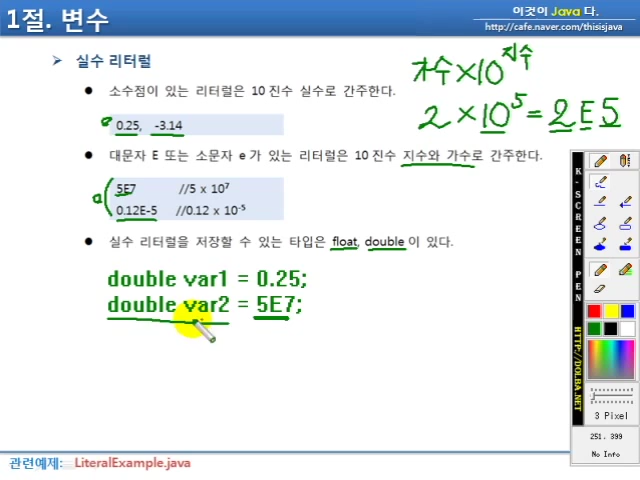 1절. 변수
이것이 Java 다.
http://cafe.naver.com/thisisjava
실수 리터럴
소수점이 있는 리터럴은 10 진수 실수로 간주한다.
0.25, -3.14
대문자 E 또는 소문자 e 가 있는 리터럴은 10 진수 지수와 가수로 간주한다.
5E7 //5 x 10⁷
0.12E-5 //0.12 x 10⁻⁵
실수 리터럴을 저장할 수 있는 타입은 float, double 이 있다.
double var1 = 0.25;
double var2 = 5E7;
가수×10지수
2×10⁵=2E5
K-SCREEN PEN
HTTP://DOLBA.NET
3 Pixel
251, 399
No Info
관련예제: LiteralExample.java